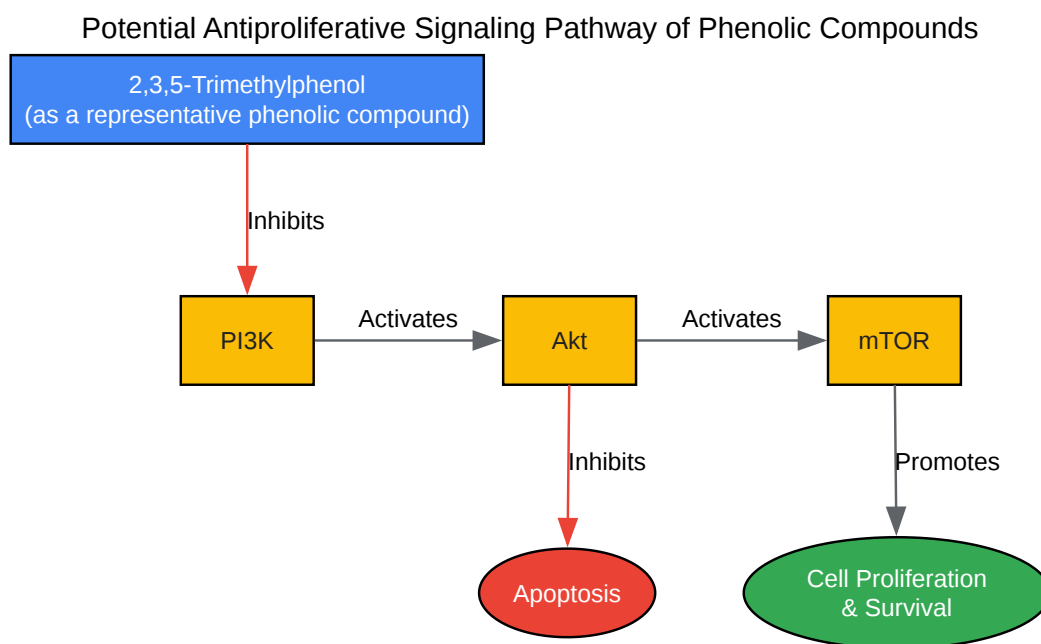 Potential Antiproliferative Signaling Pathway of Phenolic Compounds
2,3,5-Trimethylphenol
(as a representative phenolic compound)
Inhibits
PI3K
Activates
Akt
Activates
mTOR
Inhibits
Promotes
Apoptosis
Cell Proliferation
& Survival